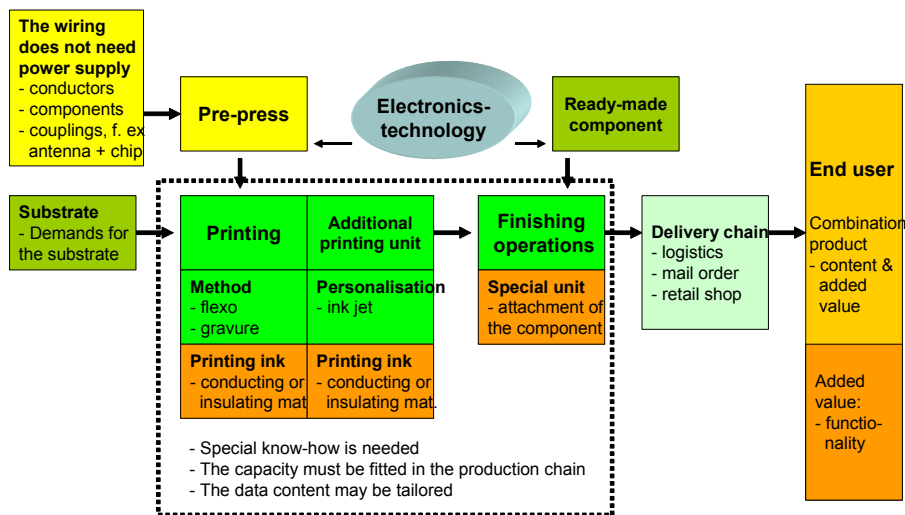 The wiring
does not need
power supply
- conductors
- components
- couplings, f. ex
antenna + chip
Pre-press
Electronics-
technology
Ready-made
component
Substrate
- Demands for
the substrate
Printing
Additional
printing unit
Finishing
operations
Method
- flexo
- gravure
Personalisation
- ink jet
Special unit
- attachment of
the component
Printing ink
- conducting or
insulating mat.
Printing ink
- conducting or
insulating mat.
- Special know-how is needed
- The capacity must be fitted in the production chain
- The data content may be tailored
Delivery chain
- logistics
- mail order
- retail shop
End user
Combination
product
- content &
added
value
Added
value:
- functio-
nality